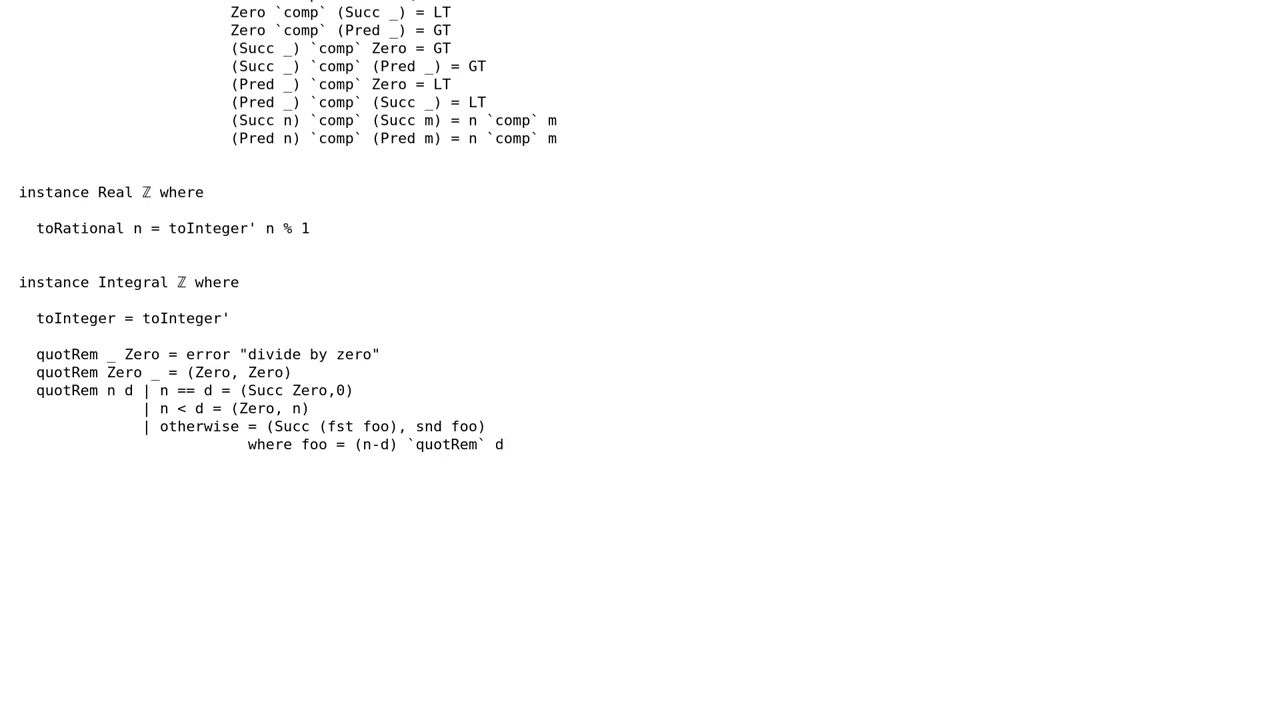 Zero `comp` (Succ _) = LT
Zero `comp` (Pred _) = GT
(Succ _) `comp` Zero = GT
(Succ _) `comp` (Pred _) = GT
(Pred _) `comp` Zero = LT
(Pred _) `comp` (Succ _) = LT
(Succ n) `comp` (Succ m) = n `comp` m
(Pred n) `comp` (Pred m) = n `comp` m
instance Real ℤ where
toRational n = toInteger' n % 1
instance Integral ℤ where
toInteger = toInteger'
quotRem _ Zero = error "divide by zero"
quotRem Zero _ = (Zero, Zero)
quotRem n d | n == d = (Succ Zero,0)
| n < d = (Zero, n)
| otherwise = (Succ (fst foo), snd foo)
where foo = (n-d) `quotRem` d